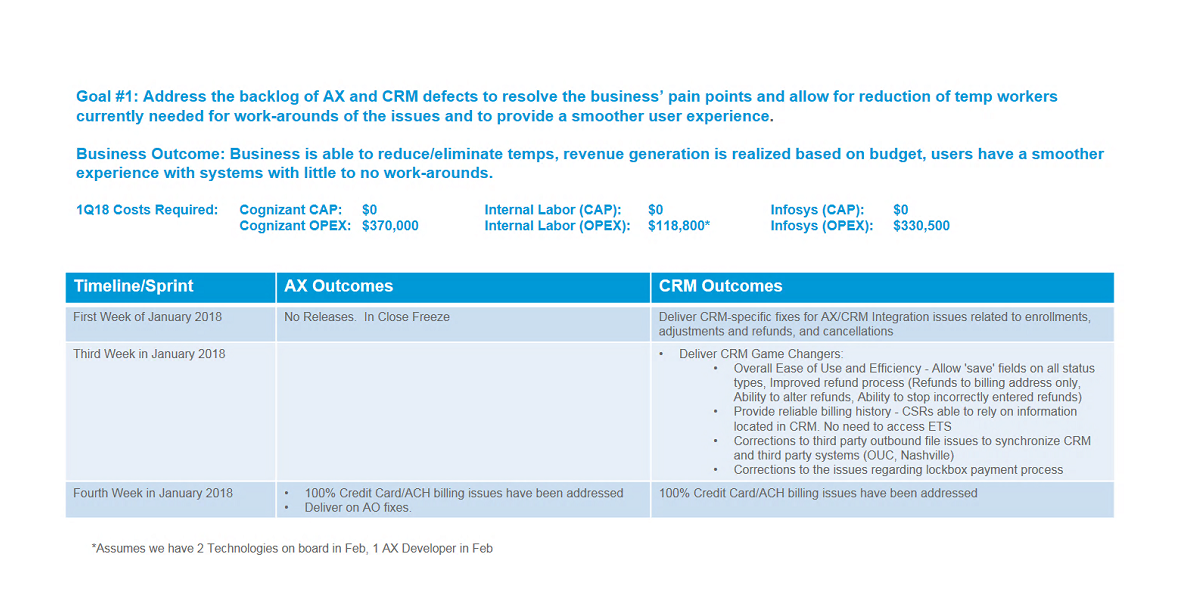 Goal #1: Address the backlog of AX and CRM defects to resolve the business' pain points and allow for reduction of temp workers
currently needed for work-arounds of the issues and to provide a smoother user experience.
Business Outcome: Business is able to reduce/eliminate temps, revenue generation is realized based on budget, users have a smoother
experience with systems with little to no work-arounds.
1Q18 Costs Required: Cognizant CAP: $0 Internal Labor (CAP): $0 Infosys (CAP): $0
Cognizant OPEX: $370,000 Internal Labor (OPEX): $118,800* Infosys (OPEX): $330,500
Timeline/Sprint AX Outcomes CRM Outcomes
First Week of January 2018 No Releases. In Close Freeze Deliver CRM-specific fixes for AX/CRM Integration issues related to enrollments,
adjustments and refunds, and cancellations
Third Week in January 2018 • Deliver CRM Game Changers:
• Overall Ease of Use and Efficiency - Allow 'save' fields on all status
types, Improved refund process (Refunds to billing address only,
Ability to alter refunds, Ability to stop incorrectly entered refunds)
• Provide reliable billing history - CSRs able to rely on information
located in CRM. No need to access ETS
• Corrections to third party outbound file issues to synchronize CRM
and third party systems (OUC, Nashville)
• Corrections to the issues regarding lockbox payment process
Fourth Week in January 2018 • 100% Credit Card/ACH billing issues have been addressed 100% Credit Card/ACH billing issues have been addressed
• Deliver on AO fixes.
*Assumes we have 2 Technologies on board in Feb, 1 AX Developer in Feb